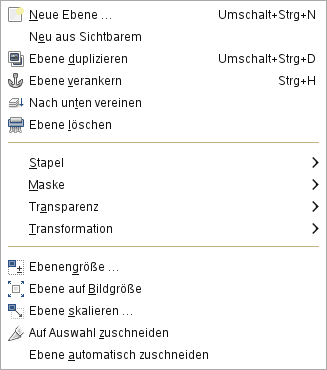 Neue Ebene ... Umschalt+Strg+N
Neu aus Sichtbarem
Ebene duplizieren Umschalt+Strg+D
Ebene verankern Strg+H
Nach unten vereinen
Ebene löschen
Stapel
Maske
Transparenz
Transformation
Ebenengröße ...
Ebene auf Bildgröße
Ebene skalieren ...
Auf Auswahl zuschneiden
Ebene automatisch zuschneiden